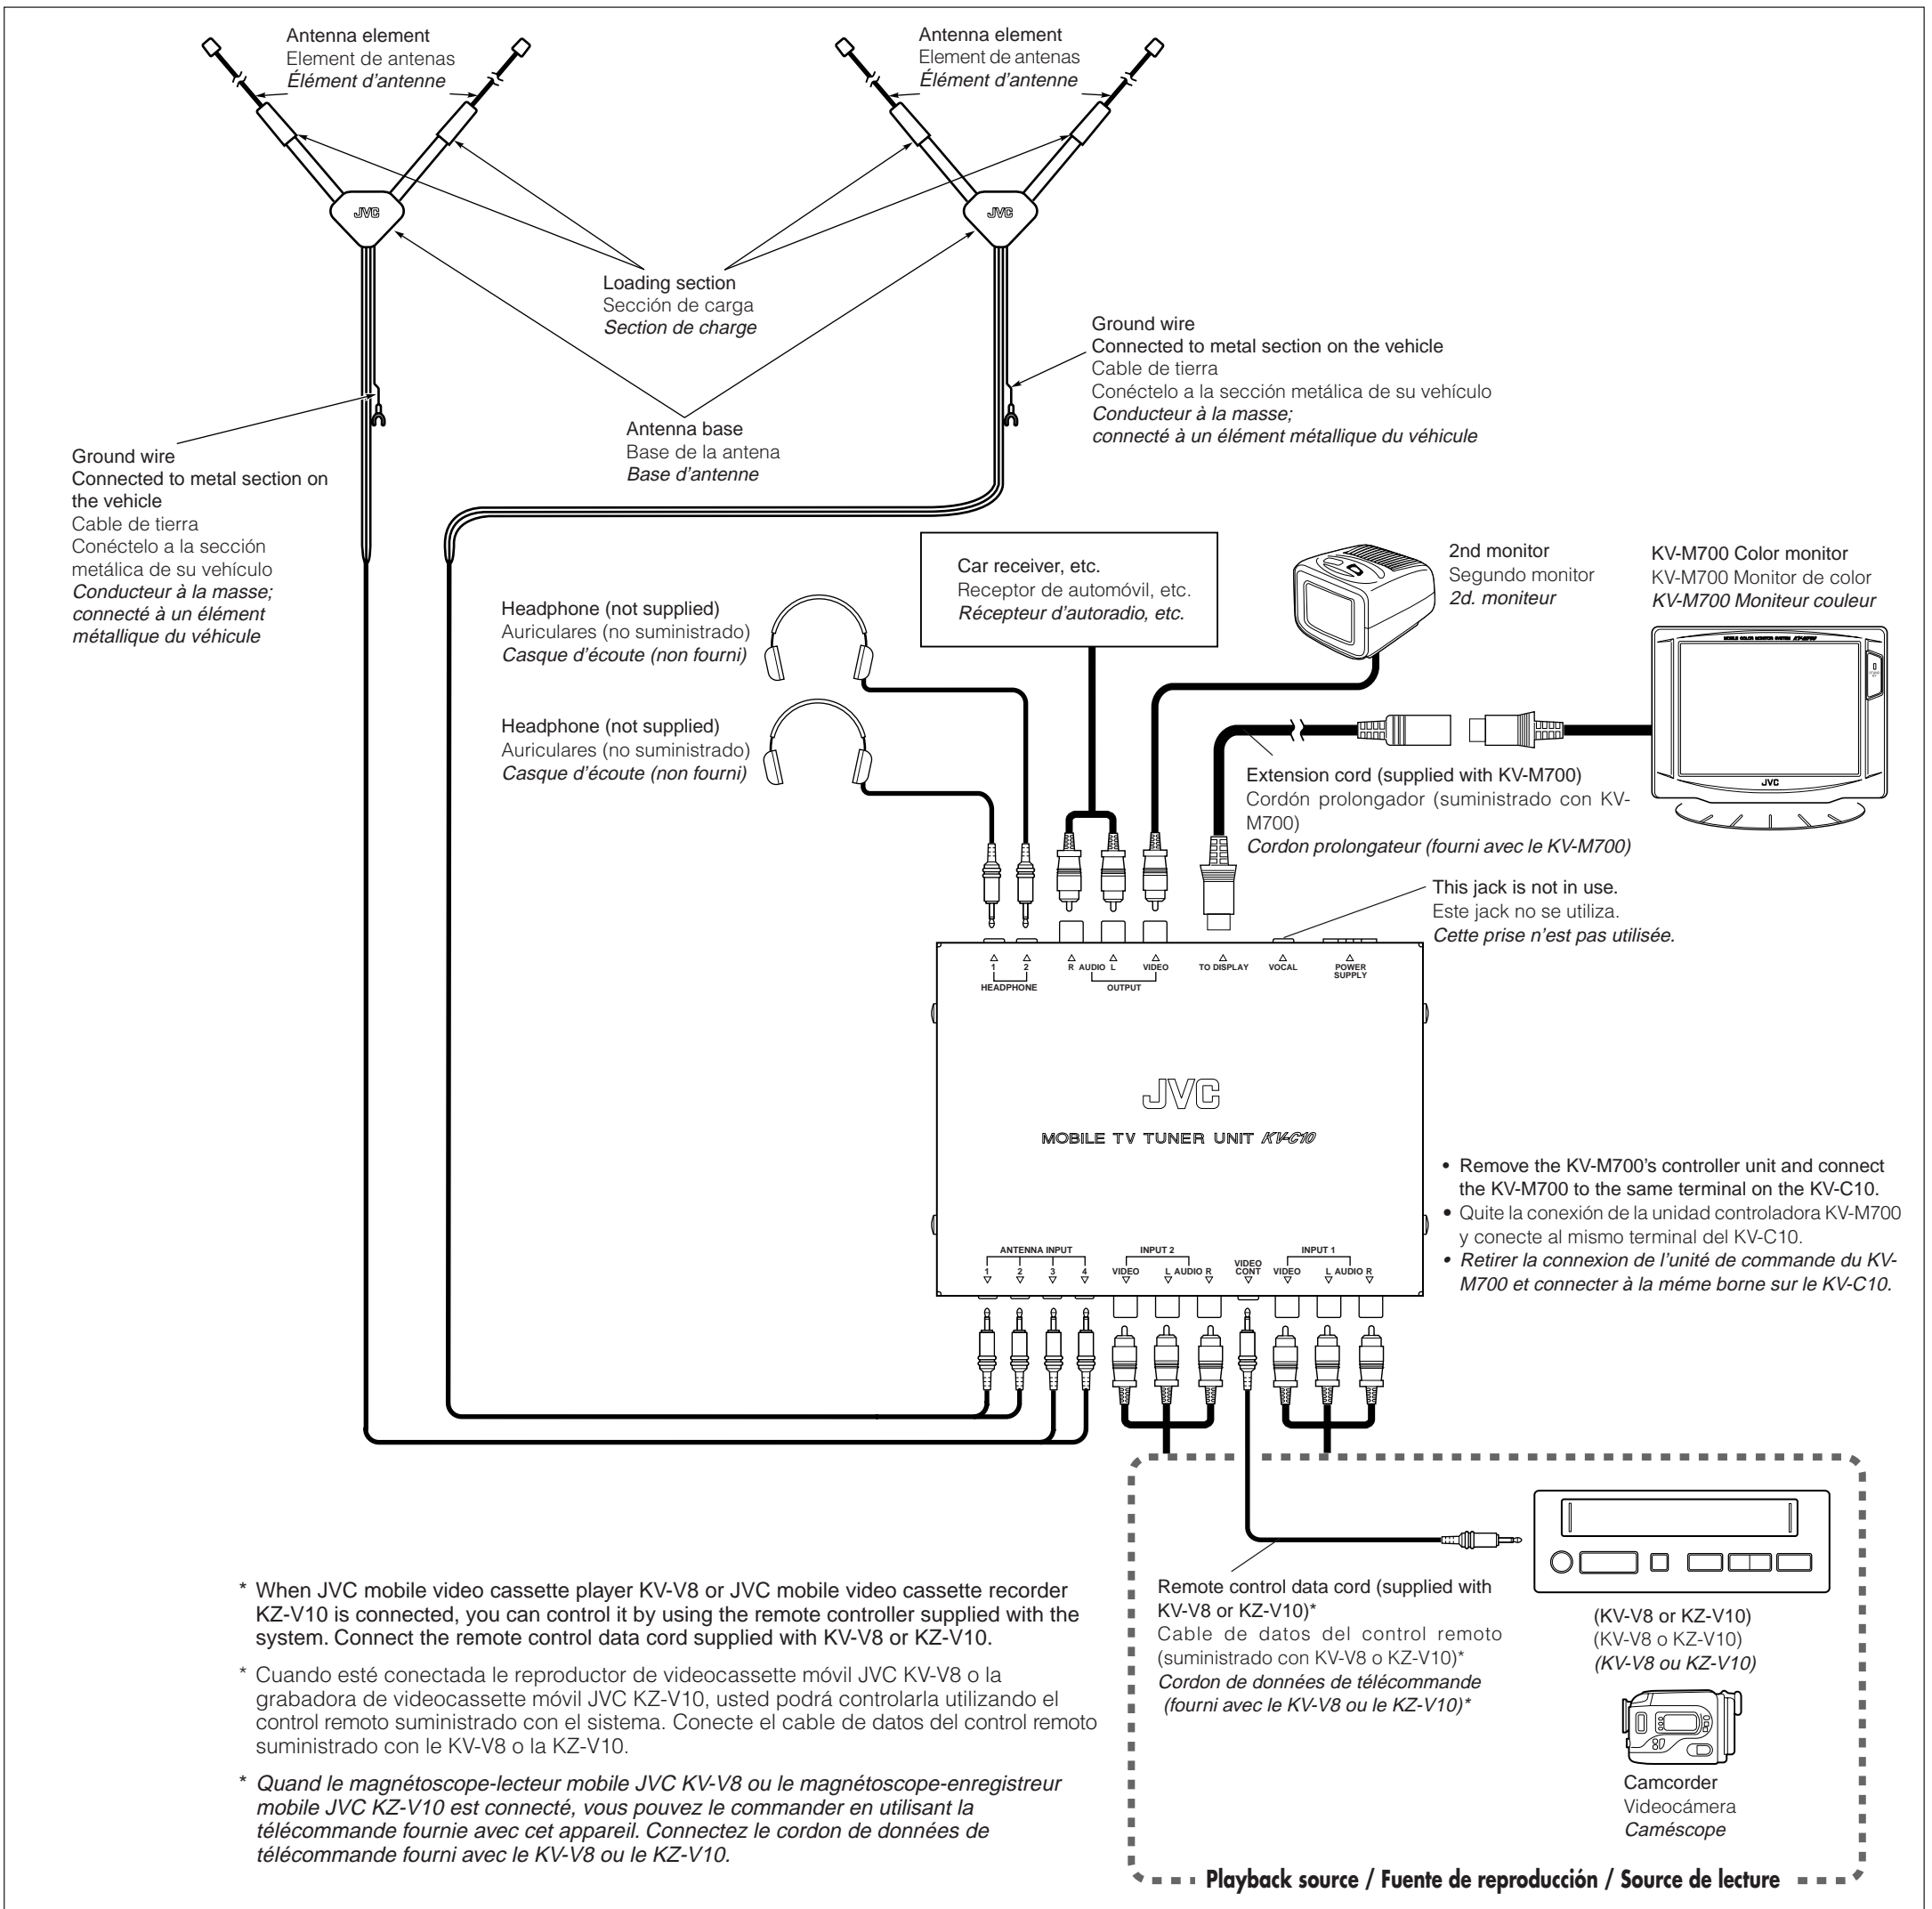 Antenna element
Element de antenas
Élément d'antenne
Antenna element
Element de antenas
Élément d'antenne
JVC
JVC
Loading section
Sección de carga
Section de charge
Ground wire
Connected to metal section on the vehicle
Cable de tierra
Conéctelo a la sección metálica de su vehículo
Conducteur à la masse;
connecté à un élément métallique du véhicule
Antenna base
Base de la antena
Base d'antenne
Ground wire
Connected to metal section on
the vehicle
Cable de tierra
Conéctelo a la sección
metálica de su vehículo
Conducteur à la masse;
connecté à un élément
métallique du véhicule
Headphone (not supplied)
Auriculares (no suministrado)
Casque d'écoute (non fourni)
Headphone (not supplied)
Auriculares (no suministrado)
Casque d'écoute (non fourni)
Car receiver, etc.
Receptor de automóvil, etc.
Récepteur d'autoradio, etc.
2nd monitor
Segundo monitor
2d. moniteur
KV-M700 Color monitor
KV-M700 Monitor de color
KV-M700 Moniteur couleur
MOBILE COLOR MONITOR SYSTEM
JVC
Extension cord (supplied with KV-M700)
Cordón prolongador (suministrado con KV-
M700)
Cordon prolongateur (fourni avec le KV-M700)
This jack is not in use.
Este jack no se utiliza.
Cette prise n'est pas utilisée.
1 2
HEADPHONE
R AUDIO L VIDEO
OUTPUT
TO DISPLAY
VOCAL
POWER
SUPPLY
JVC
MOBILE TV TUNER UNIT KV-C10
• Remove the KV-M700's controller unit and connect
the KV-M700 to the same terminal on the KV-C10.
• Quite la conexión de la unidad controladora KV-M700
y conecte al mismo terminal del KV-C10.
• Retirer la connexion de l'unité de commande du KV-
M700 et connecter à la méme borne sur le KV-C10.
ANTENNA INPUT
1 2 3 4
INPUT 2
VIDEO L AUDIO R
VIDEO
CONT
INPUT 1
VIDEO L AUDIO R
* When JVC mobile video cassette player KV-V8 or JVC mobile video cassette recorder
KZ-V10 is connected, you can control it by using the remote controller supplied with the
system. Connect the remote control data cord supplied with KV-V8 or KZ-V10.
* Cuando esté conectada le reproductor de videocassette móvil JVC KV-V8 o la
grabadora de videocassette móvil JVC KZ-V10, usted podrá controlarla utilizando el
control remoto suministrado con el sistema. Conecte el cable de datos del control remoto
suministrado con le KV-V8 o la KZ-V10.
* Quand le magnétoscope-lecteur mobile JVC KV-V8 ou le magnétoscope-enregistreur
mobile JVC KZ-V10 est connecté, vous pouvez le commander en utilisant la
télécommande fournie avec cet appareil. Connectez le cordon de données de
télécommande fourni avec le KV-V8 ou le KZ-V10.
Remote control data cord (supplied with
KV-V8 or KZ-V10)*
Cable de datos del control remoto
(suministrado con KV-V8 o KZ-V10)*
Cordon de données de télécommande
(fourni avec le KV-V8 ou le KZ-V10)*
(KV-V8 or KZ-V10)
(KV-V8 o KZ-V10)
(KV-V8 ou KZ-V10)
Camcorder
Videocámera
Caméscope
Playback source / Fuente de reproducción / Source de lecture